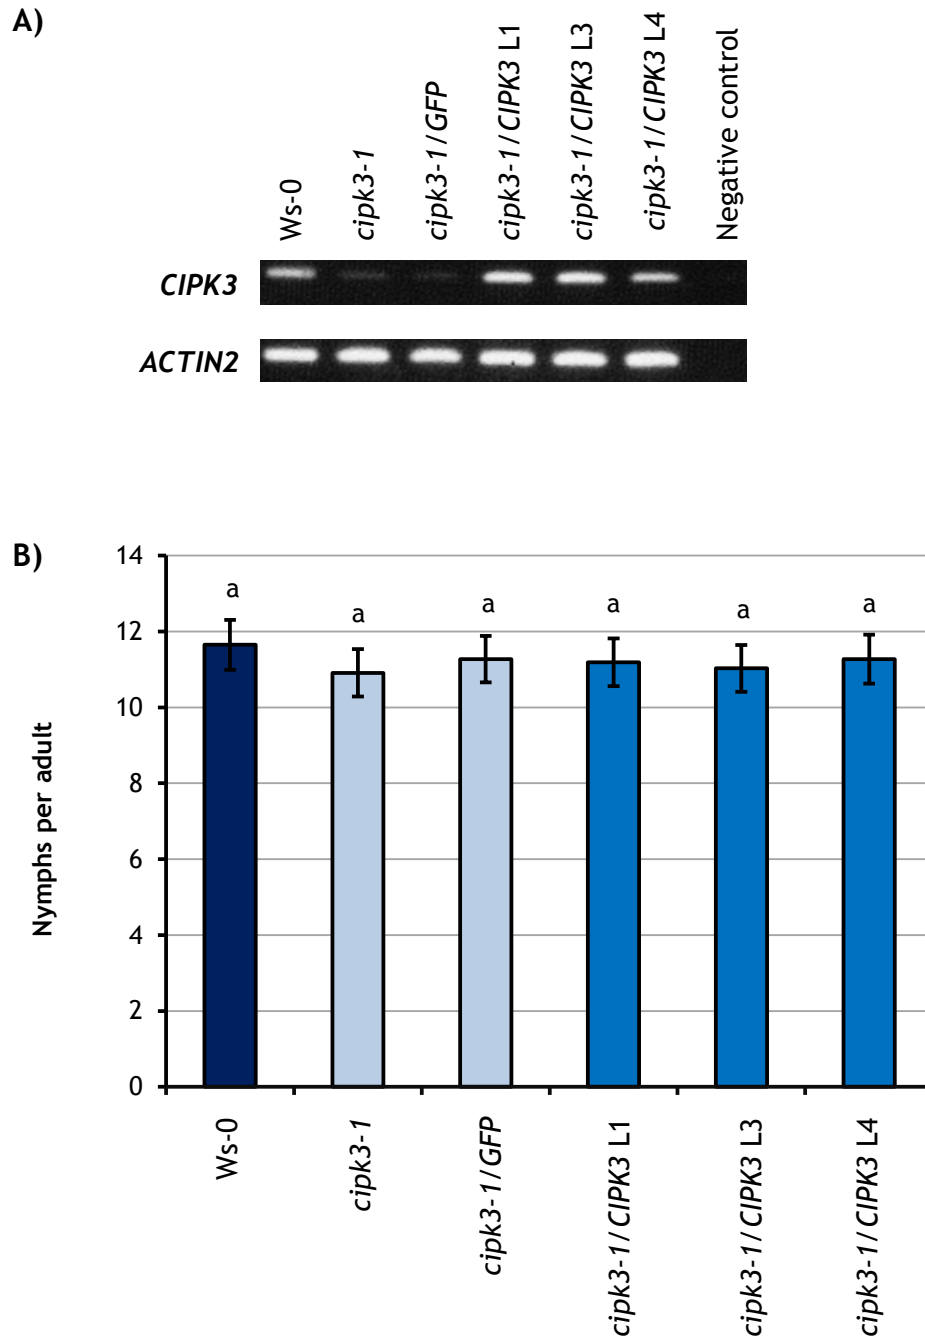 A)
Ws-0
cipk3-1
cipk3-1/GFP
cipk3-1/CIPK3 L1
cipk3-1/CIPK3 L3
cipk3-1/CIPK3 L4
Negative control
CIPK3
ACTIN2
B)
Nymphs per adult
14
12
10
8
6
4
2
0
a
a
a
a
a
a
Ws-0
cipk3-1
cipk3-1/GFP
cipk3-1/CIPK3 L1
cipk3-1/CIPK3 L3
cipk3-1/CIPK3 L4